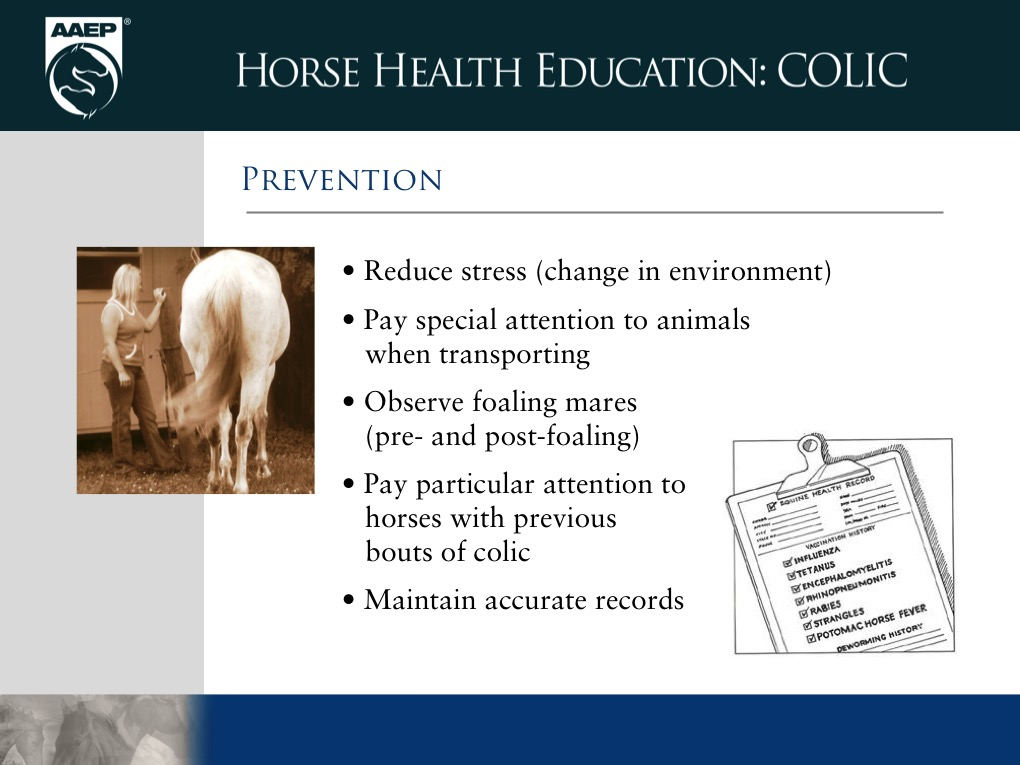 AAEP®
HORSE HEALTH EDUCATION: COLIC
PREVENTION
• Reduce stress (change in environment)
• Pay special attention to animals
when transporting
• Observe foaling mares
(pre- and post-foaling)
• Pay particular attention to
horses with previous
bouts of colic
• Maintain accurate records
EQUINE HEALTH RECORD
VACCINATION HISTORY
INFLUENZA
TETANUS
ENCEPHALOMYELITIS
RHINOPNEUMONITIS
RABIES
STRANGLES
POTOMAC HORSE FEVER
DEWORMING HISTORY